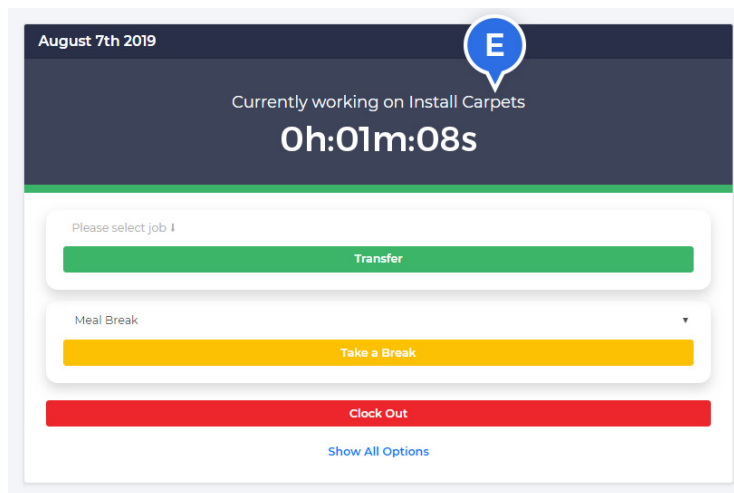 August 7th 2019
E
Currently working on Install Carpets
0h:01m:08s
Please select job ⬇
Transfer
Meal Break ▼
Take a Break
Clock Out
Show All Options